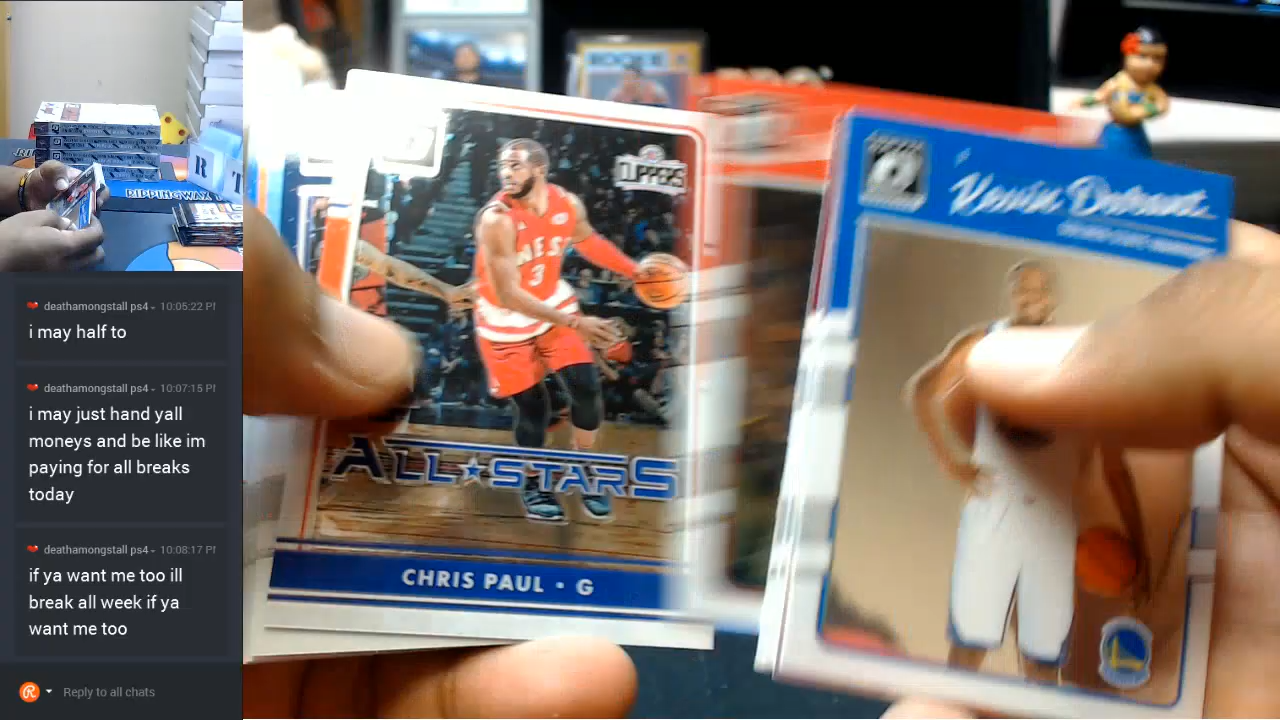 ROOKIE
CLIPPERS
WEST
3
ALL★STARS
CHRIS PAUL • G
Kevin Durant
RIPPINGWAX
R
T
deathamongstall ps4 10:05:22 P
i may half to
deathamongstall ps4 10:07:15 P
i may just hand yall
moneys and be like im
paying for all breaks
today
deathamongstall ps4 10:08:17 P
if ya want me too ill
break all week if ya
want me too
Reply to all chats